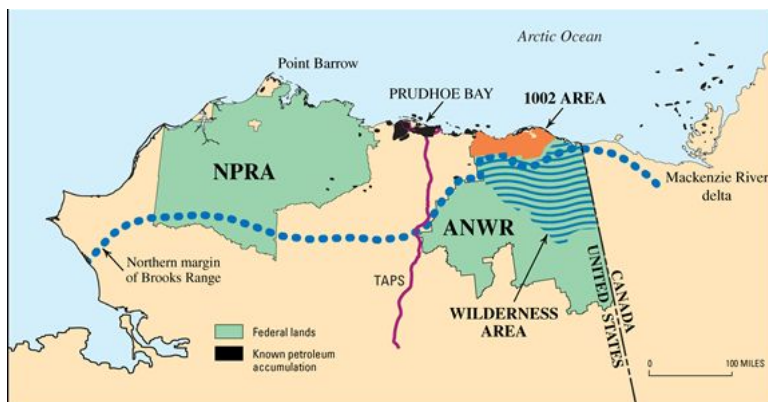 Arctic Ocean
Point Barrow
PRUDHOE BAY
1002 AREA
NPRA
Mackenzie River
delta
ANWR
Northern margin
of Brooks Range
TAPS
CANADA
UNITED STATES
WILDERNESS
AREA
Federal lands
Known petroleum
accumulation
0 100 MILES